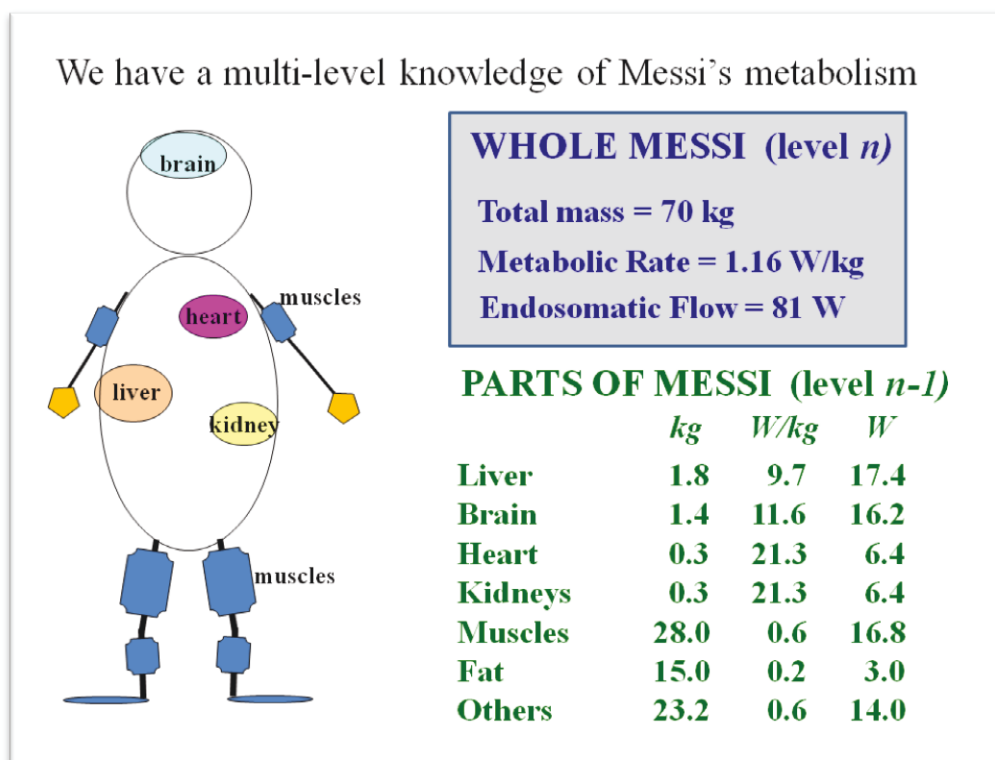 We have a multi-level knowledge of Messi's metabolism
brain
heart
muscles
liver
kidney
muscles
WHOLE MESSI (level n)
Total mass = 70 kg
Metabolic Rate = 1.16 W/kg
Endosomatic Flow = 81 W
PARTS OF MESSI (level n-1)
kg W/kg W
Liver 1.8 9.7 17.4
Brain 1.4 11.6 16.2
Heart 0.3 21.3 6.4
Kidneys 0.3 21.3 6.4
Muscles 28.0 0.6 16.8
Fat 15.0 0.2 3.0
Others 23.2 0.6 14.0